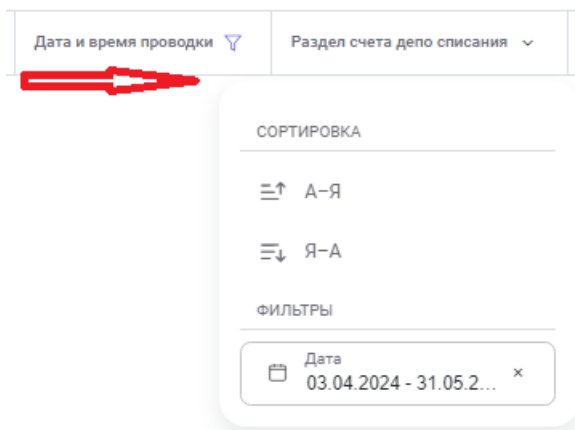 Дата и время проводки
Раздел счета депо списания
СОРТИРОВКА
А-Я
Я-А
ФИЛЬТРЫ
Дата
03.04.2024 - 31.05.2...